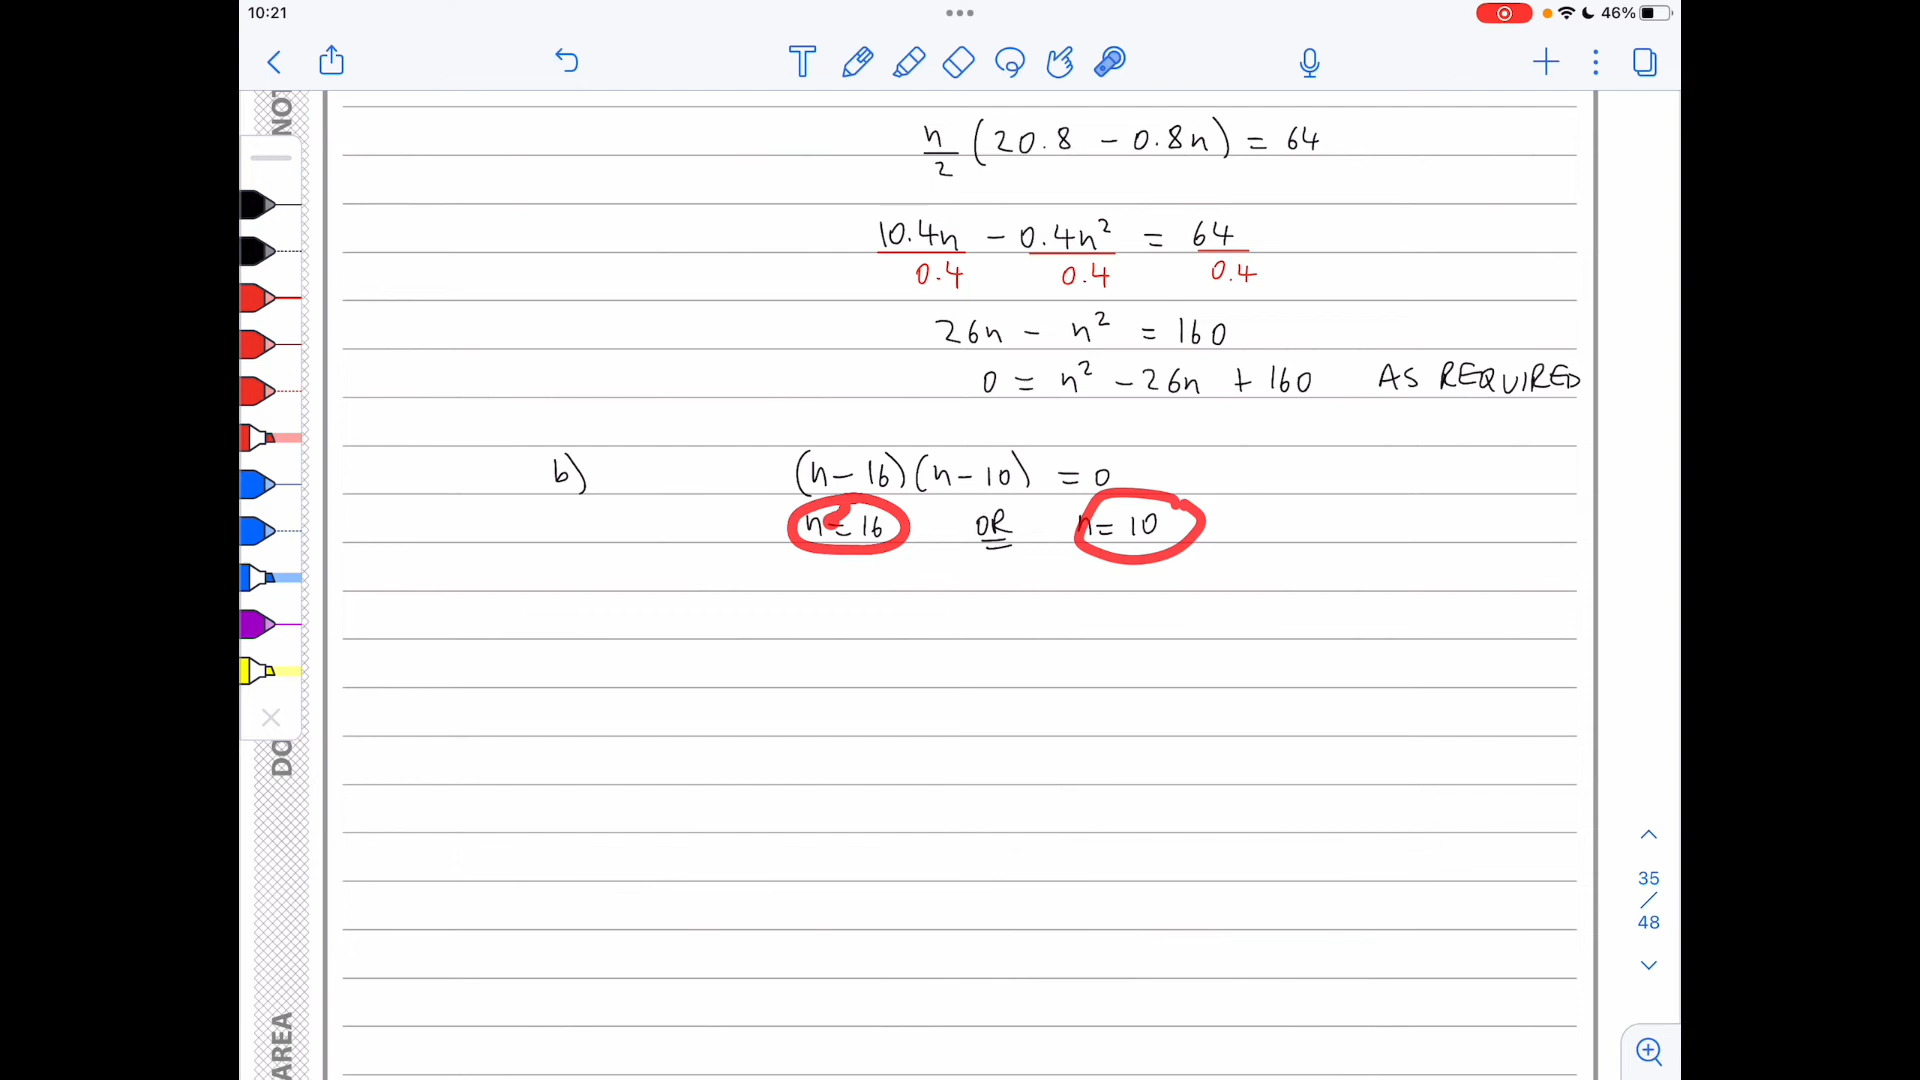 10:21
46%
NOT
n/2 (20.8 - 0.8n) = 64
10.4n/0.4 - 0.4n²/0.4 = 64/0.4
26n - n² = 160
0 = n² - 26n + 160 AS REQUIRED
b) (n - 16)(n - 10) = 0
n = 16 OR n = 10
DO
35
/
48
AREA